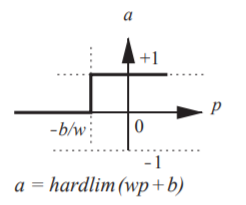 a
+1
p
-b/w
0
-1
a = hardlim (wp + b)